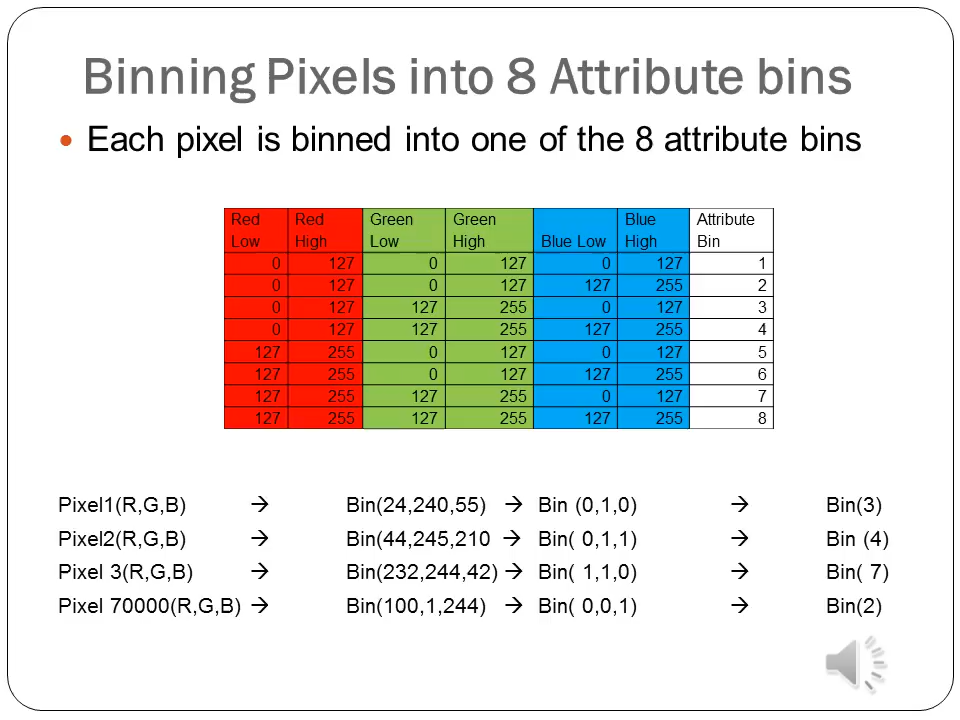 Binning Pixels into 8 Attribute bins
• Each pixel is binned into one of the 8 attribute bins
Red Low Red High Green Low Green High Blue Low Blue High Attribute Bin
0 127 0 127 0 127 1
0 127 0 127 127 255 2
0 127 127 255 0 127 3
0 127 127 255 127 255 4
127 255 0 127 0 127 5
127 255 0 127 127 255 6
127 255 127 255 0 127 7
127 255 127 255 127 255 8
Pixel1(R,G,B) → Bin(24,240,55) → Bin (0,1,0) → Bin(3)
Pixel2(R,G,B) → Bin(44,245,210 → Bin( 0,1,1) → Bin (4)
Pixel 3(R,G,B) → Bin(232,244,42) → Bin( 1,1,0) → Bin( 7)
Pixel 70000(R,G,B) → Bin(100,1,244) → Bin( 0,0,1) → Bin(2)